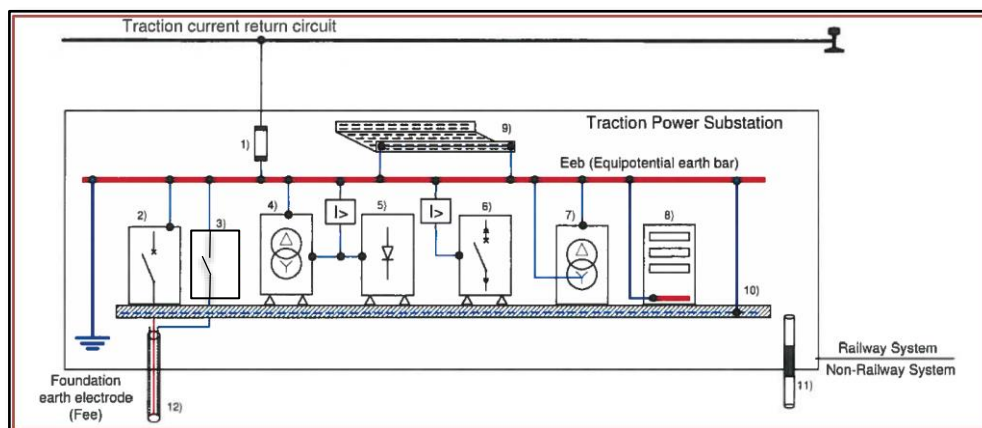 Traction current return circuit
Traction Power Substation
1)
9)
Eeb (Equipotential earth bar)
2)
3)
4)
I>
5)
I>
6)
7)
8)
10)
Railway System
Non-Railway System
11)
Foundation
earth electrode
(Fee)
12)